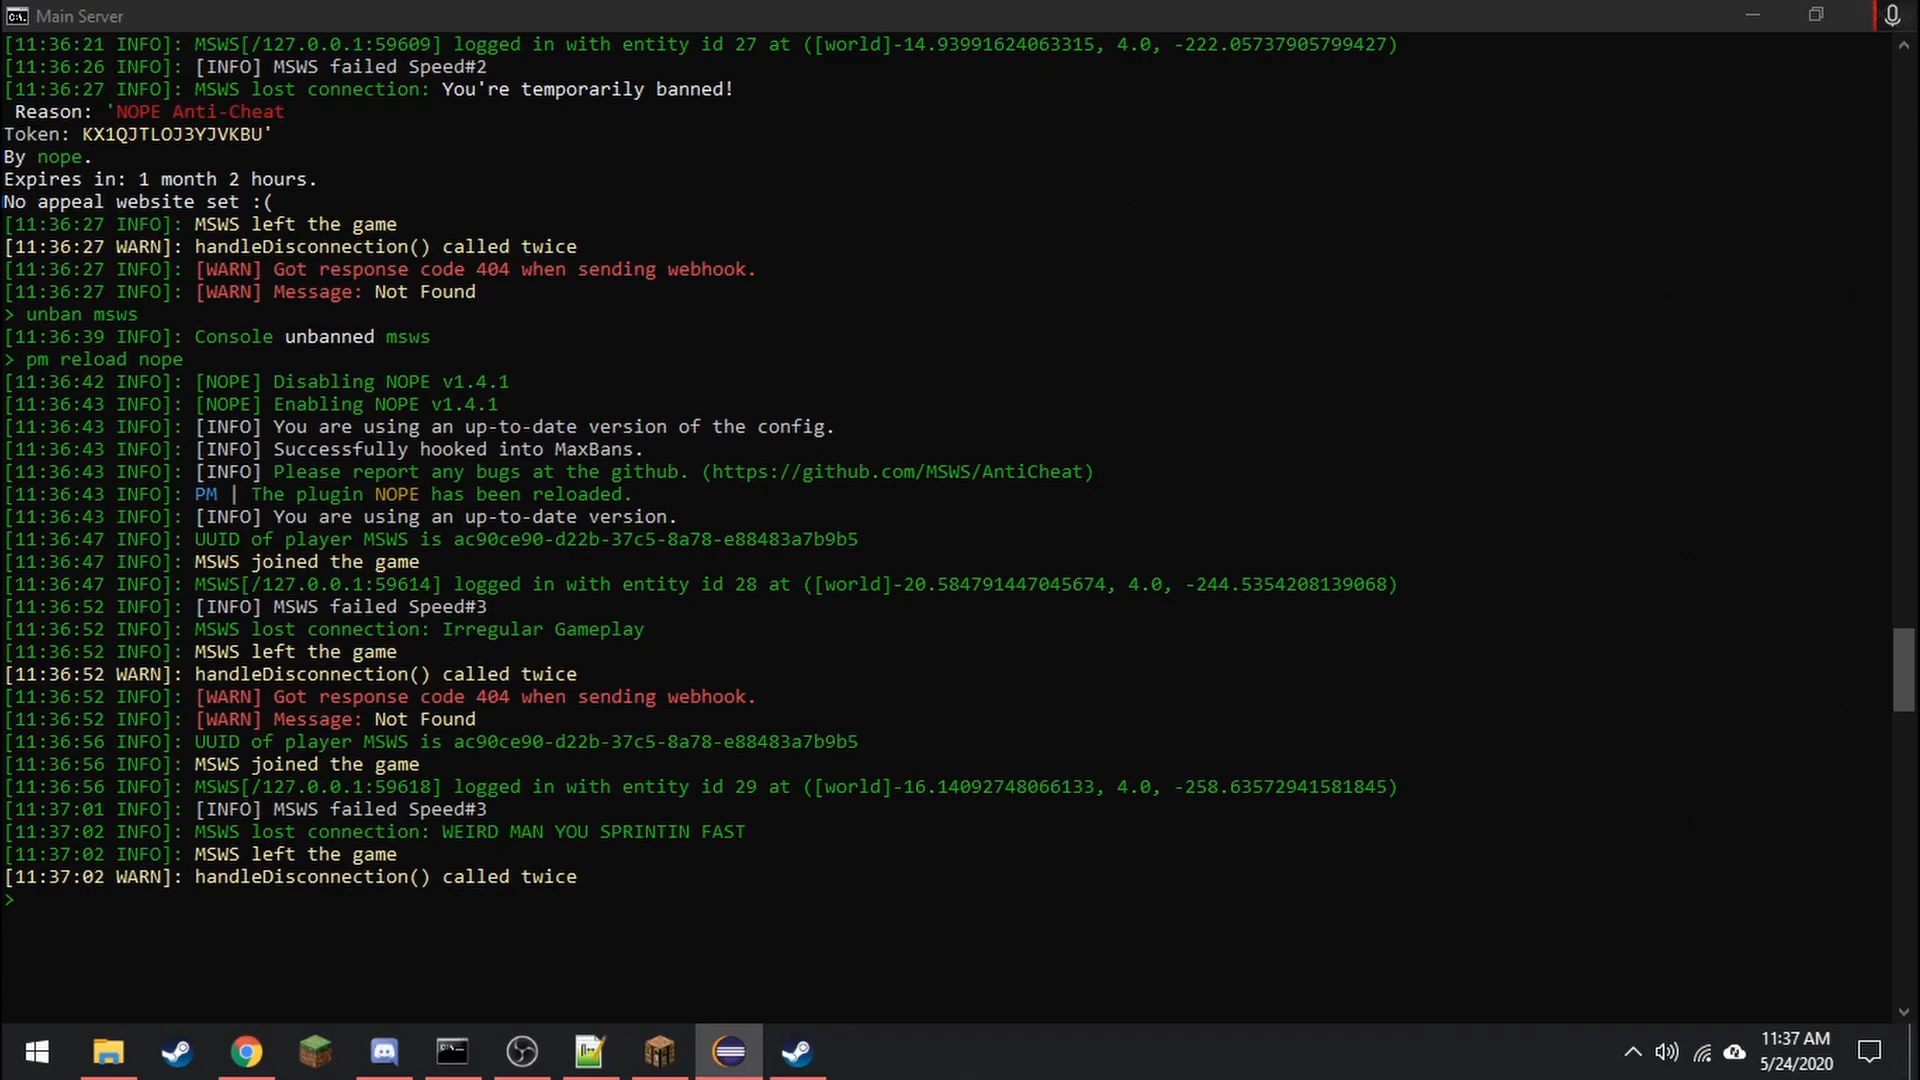 Main Server
[11:36:21 INFO]: MSWS[/127.0.0.1:59609] logged in with entity id 27 at ([world]-14.93991624063315, 4.0, -222.05737905799427)
[11:36:26 INFO]: [INFO] MSWS failed Speed#2
[11:36:27 INFO]: MSWS lost connection: You're temporarily banned!
Reason: 'NOPE Anti-Cheat
Token: KX1QJTLOJ3YJVKBU'
By nope.
Expires in: 1 month 2 hours.
No appeal website set :(
[11:36:27 INFO]: MSWS left the game
[11:36:27 WARN]: handleDisconnection() called twice
[11:36:27 INFO]: [WARN] Got response code 404 when sending webhook.
[11:36:27 INFO]: [WARN] Message: Not Found
> unban msws
[11:36:39 INFO]: Console unbanned msws
> pm reload nope
[11:36:42 INFO]: [NOPE] Disabling NOPE v1.4.1
[11:36:43 INFO]: [NOPE] Enabling NOPE v1.4.1
[11:36:43 INFO]: [INFO] You are using an up-to-date version of the config.
[11:36:43 INFO]: [INFO] Successfully hooked into MaxBans.
[11:36:43 INFO]: [INFO] Please report any bugs at the github. (https://github.com/MSWS/AntiCheat)
[11:36:43 INFO]: PM | The plugin NOPE has been reloaded.
[11:36:43 INFO]: [INFO] You are using an up-to-date version.
[11:36:47 INFO]: UUID of player MSWS is ac90ce90-d22b-37c5-8a78-e88483a7b9b5
[11:36:47 INFO]: MSWS joined the game
[11:36:47 INFO]: MSWS[/127.0.0.1:59614] logged in with entity id 28 at ([world]-20.584791447045674, 4.0, -244.5354208139068)
[11:36:52 INFO]: [INFO] MSWS failed Speed#3
[11:36:52 INFO]: MSWS lost connection: Irregular Gameplay
[11:36:52 INFO]: MSWS left the game
[11:36:52 WARN]: handleDisconnection() called twice
[11:36:52 INFO]: [WARN] Got response code 404 when sending webhook.
[11:36:52 INFO]: [WARN] Message: Not Found
[11:36:56 INFO]: UUID of player MSWS is ac90ce90-d22b-37c5-8a78-e88483a7b9b5
[11:36:56 INFO]: MSWS joined the game
[11:36:56 INFO]: MSWS[/127.0.0.1:59618] logged in with entity id 29 at ([world]-16.14092748066133, 4.0, -258.63572941581845)
[11:37:01 INFO]: [INFO] MSWS failed Speed#3
[11:37:02 INFO]: MSWS lost connection: WEIRD MAN YOU SPRINTIN FAST
[11:37:02 INFO]: MSWS left the game
[11:37:02 WARN]: handleDisconnection() called twice
>
11:37 AM
5/24/2020